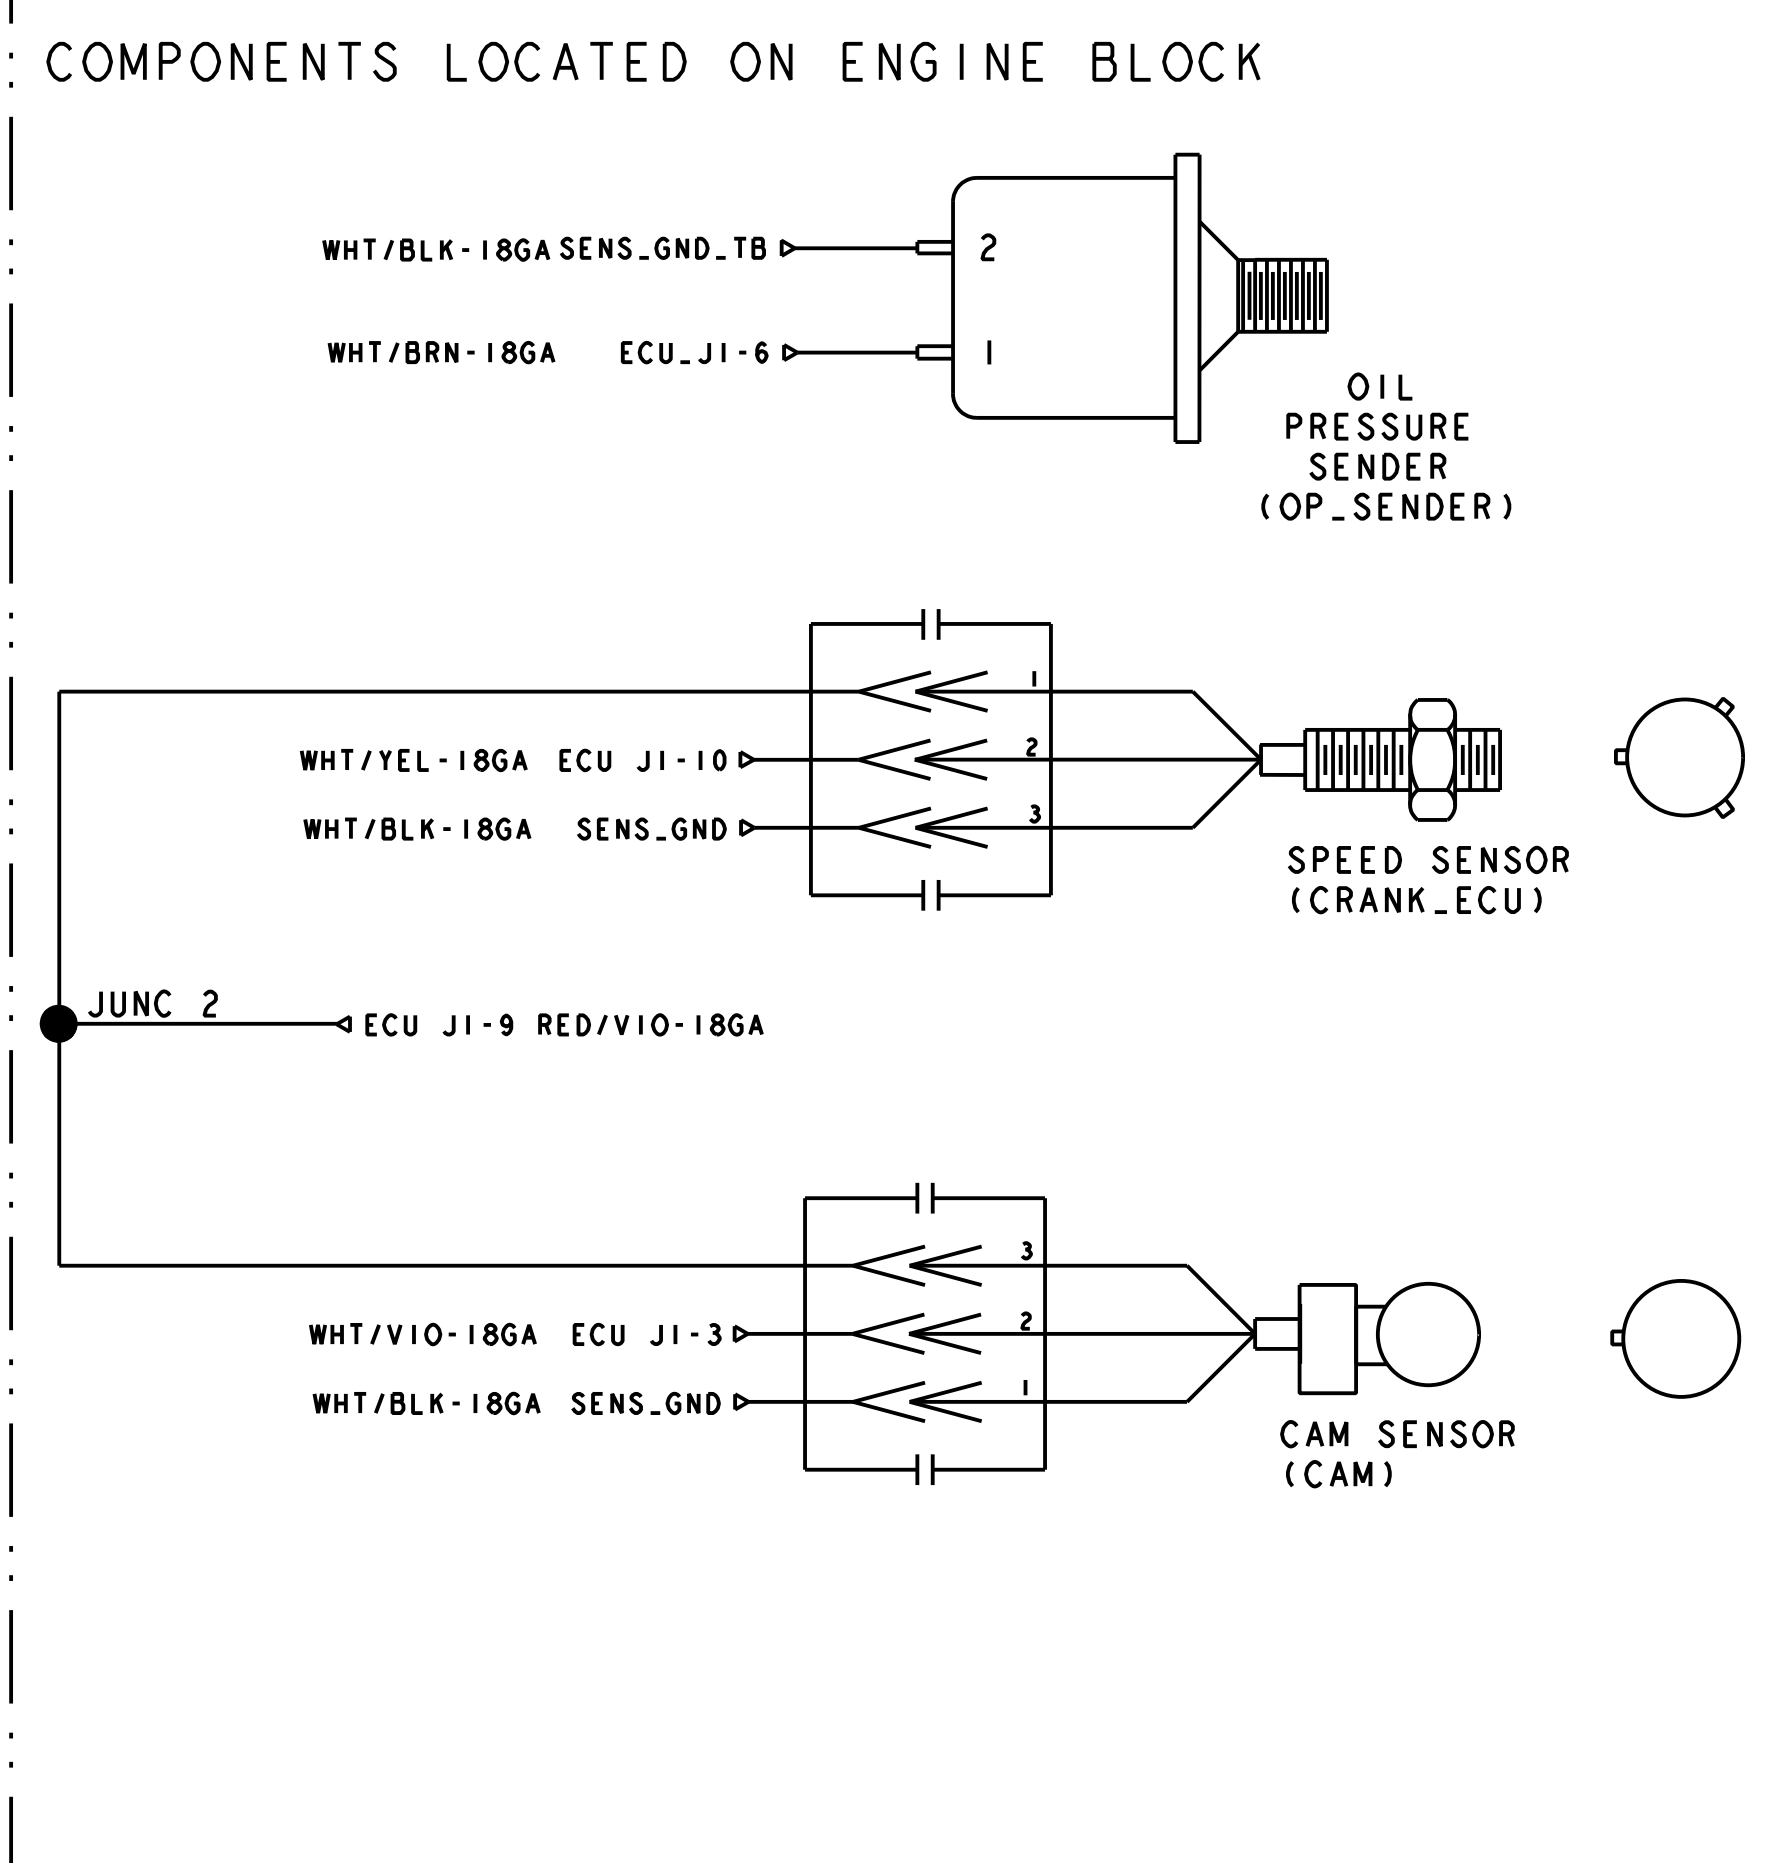 COMPONENTS LOCATED ON ENGINE BLOCK
WHT/BLK-18GA SENS_GND_TB 2
WHT/BRN-18GA ECU_J1-6 1
OIL
PRESSURE
SENDER
(OP_SENDER)
1
WHT/YEL-18GA ECU J1-10 2
WHT/BLK-18GA SENS_GND 3
SPEED SENSOR
(CRANK_ECU)
JUNC 2
ECU J1-9 RED/VIO-18GA
3
WHT/VIO-18GA ECU J1-3 2
WHT/BLK-18GA SENS_GND 1
CAM SENSOR
(CAM)